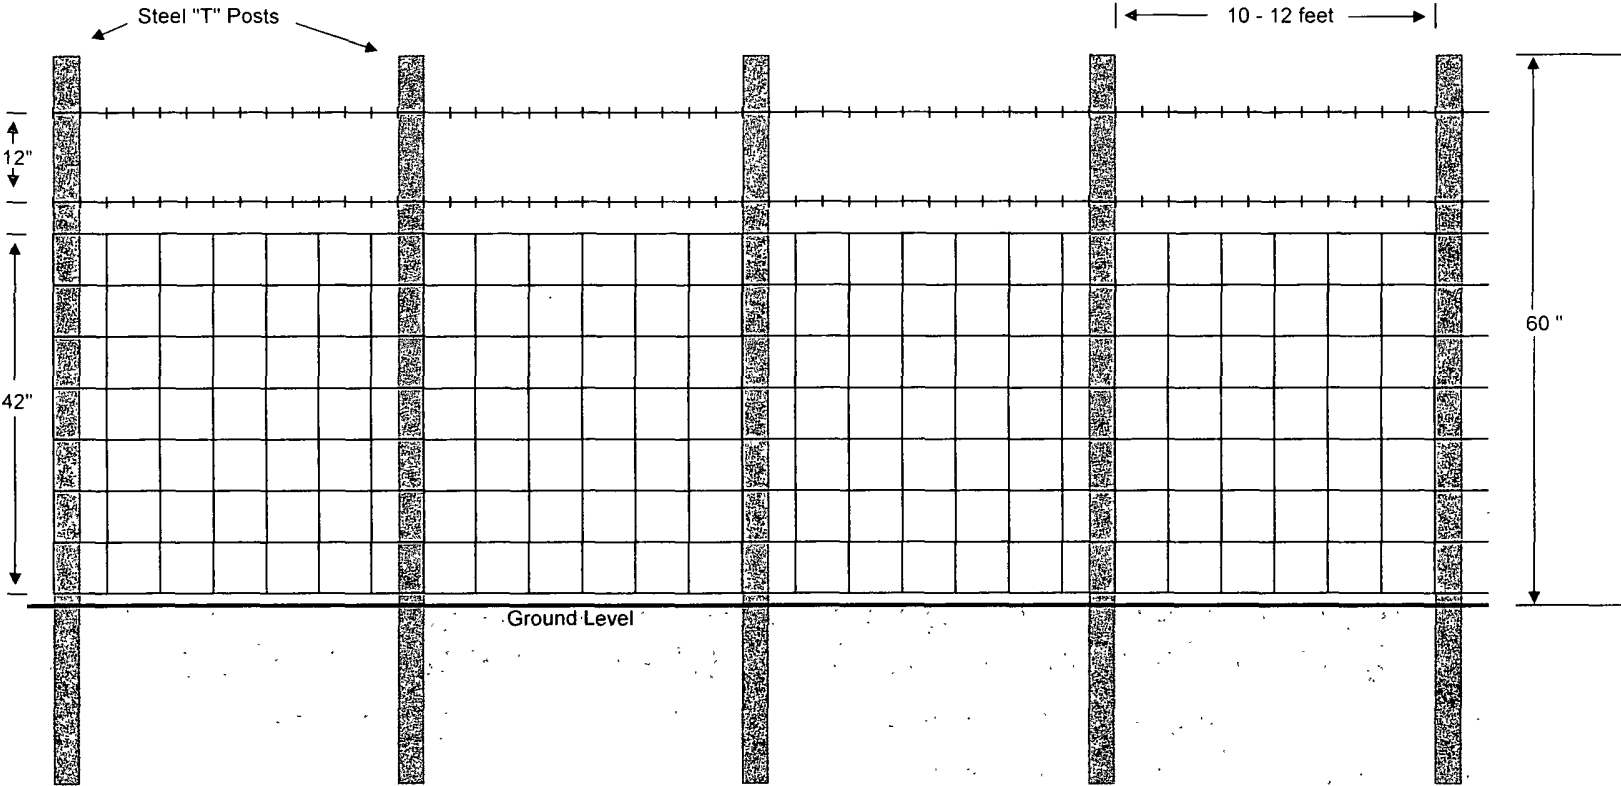 Steel "T" Posts
10 - 12 feet
12"
42"
60 "
Ground Level